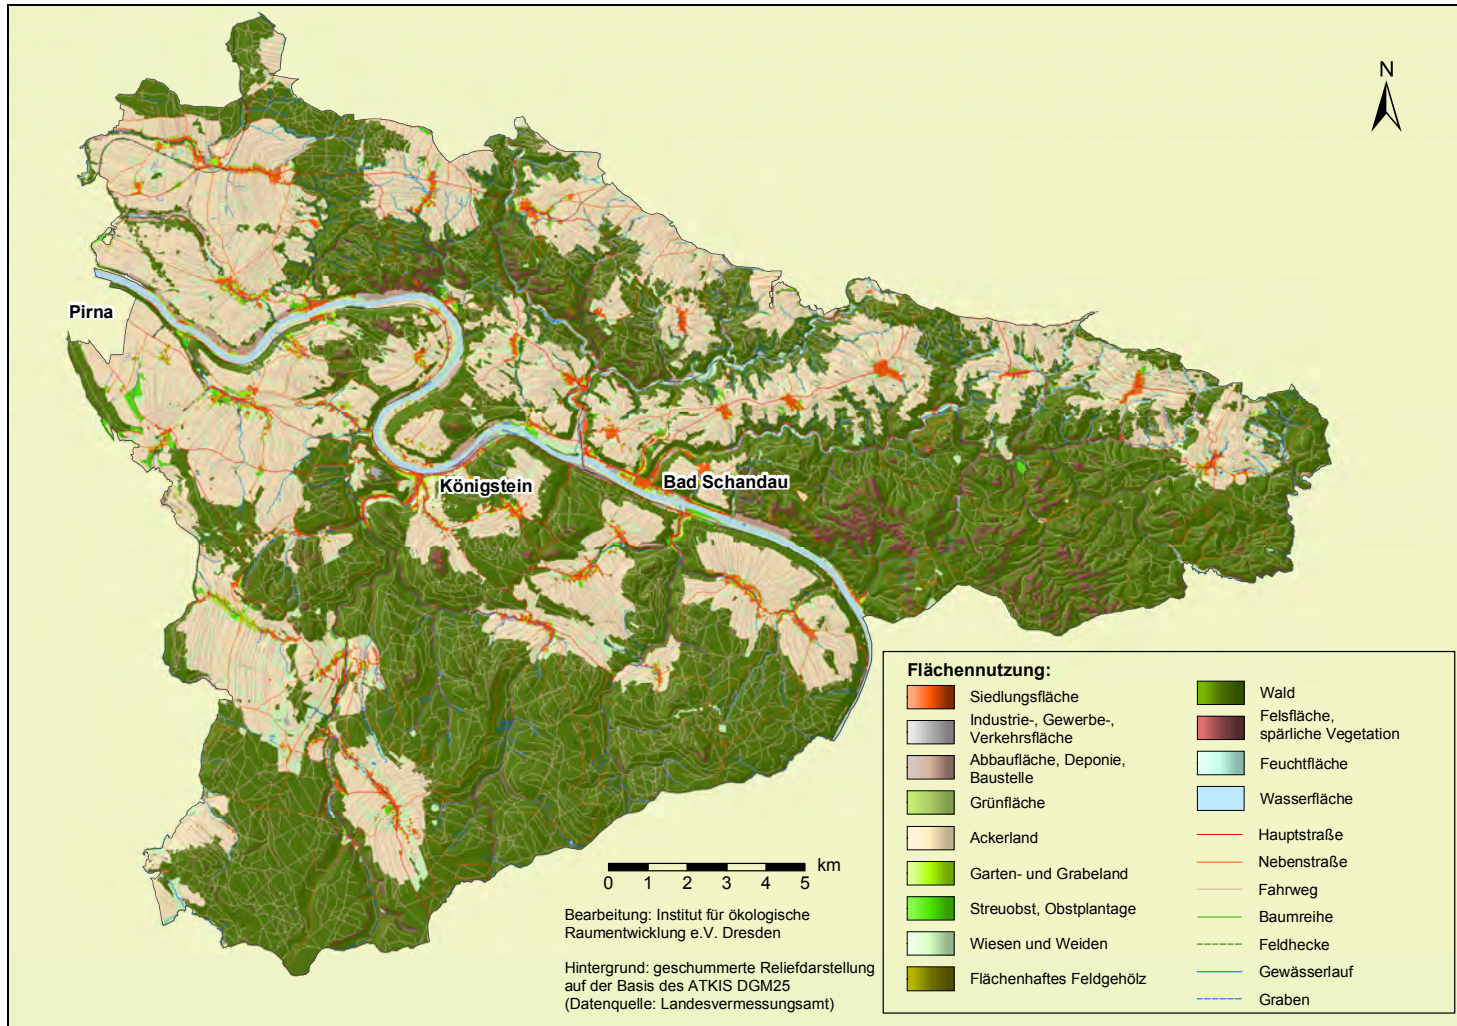 N
Pirna
Königstein
Bad Schandau
Flächennutzung:
Siedlungsfläche
Industrie-, Gewerbe-,
Verkehrsfläche
Abbaufläche, Deponie,
Baustelle
Grünfläche
Ackerland
Garten- und Grabeland
Streuobst, Obstplantage
Wiesen und Weiden
Flächenhaftes Feldgehölz
Wald
Felsfläche,
spärliche Vegetation
Feuchtfläche
Wasserfläche
Hauptstraße
Nebenstraße
Fahrweg
Baumreihe
Feldhecke
Gewässerlauf
Graben
km
0 1 2 3 4 5
Bearbeitung: Institut für ökologische
Raumentwicklung e.V. Dresden
Hintergrund: geschummerte Reliefdarstellung
auf der Basis des ATKIS DGM25
(Datenquelle: Landesvermessungsamt)